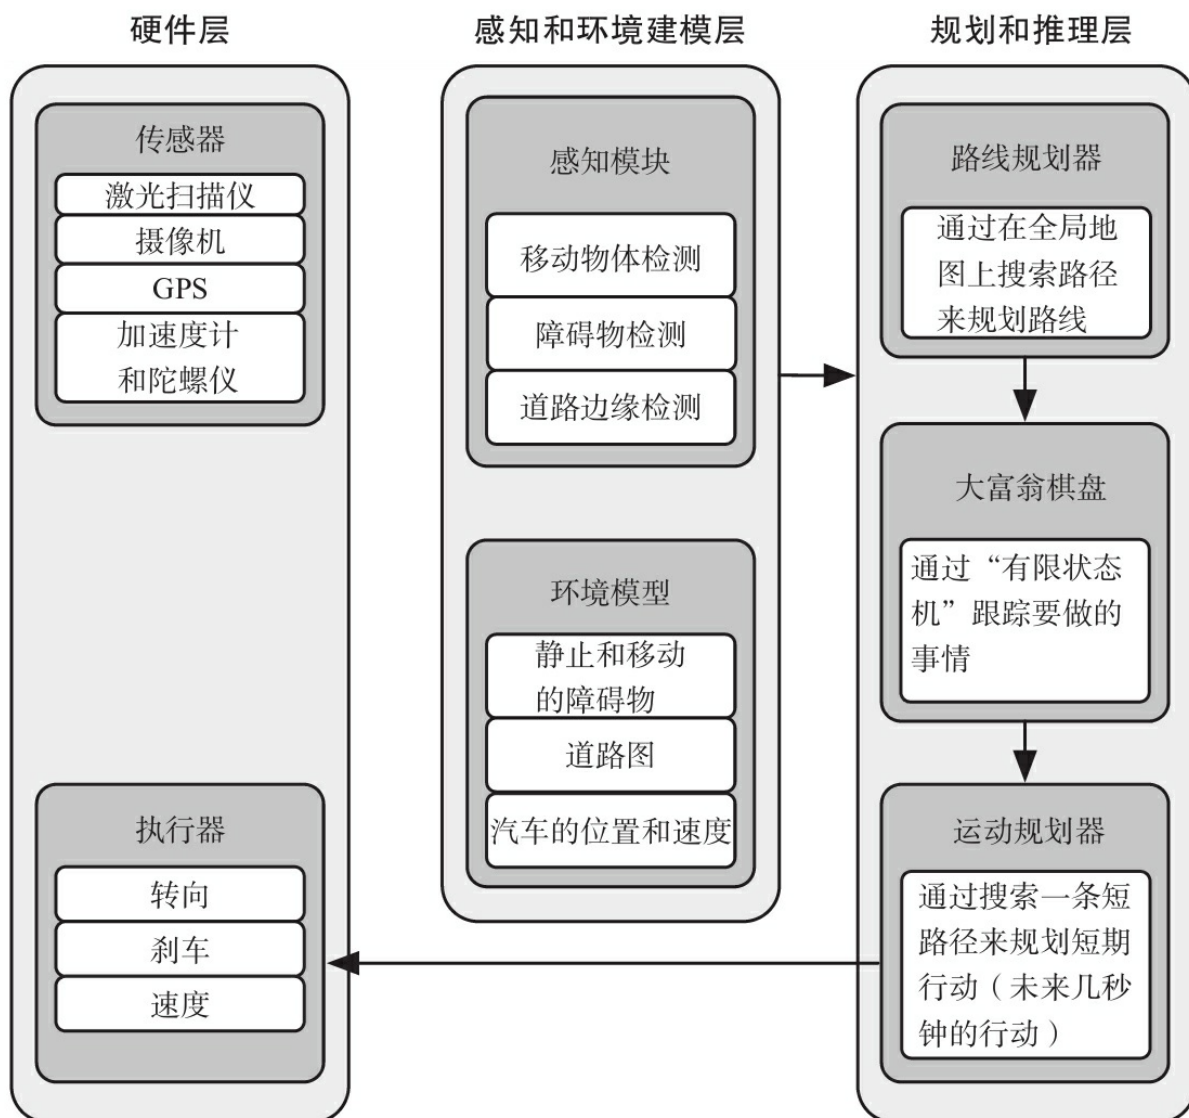 硬件层
传感器
激光扫描仪
摄像机
GPS
加速度计
和陀螺仪
执行器
转向
刹车
速度
感知和环境建模层
感知模块
移动物体检测
障碍物检测
道路边缘检测
环境模型
静止和移动
的障碍物
道路图
汽车的位置和速度
规划和推理层
路线规划器
通过在全局地
图上搜索路径
来规划路线
大富翁棋盘
通过“有限状态
机”跟踪要做的
事情
运动规划器
通过搜索一条短
路径来规划短期
行动（未来几秒
钟的行动）